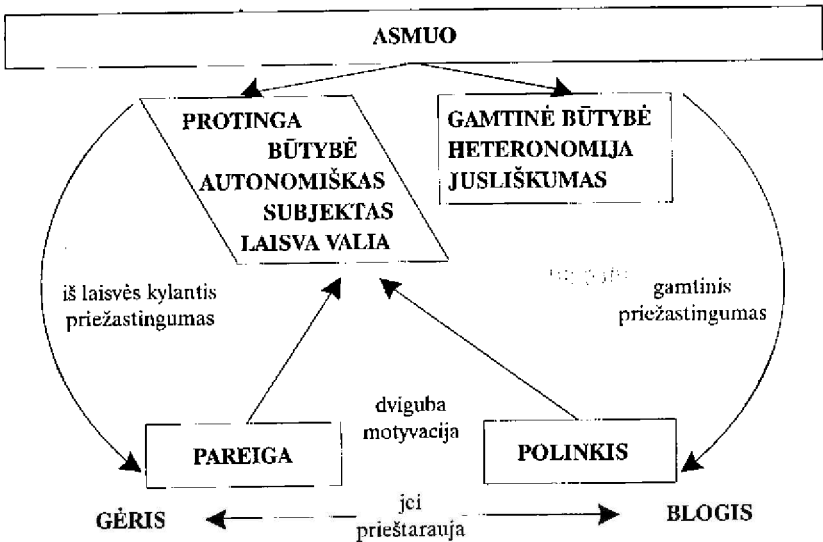 ASMUO
PROTINGA
BŪTYBĖ
AUTONOMIŠKAS
SUBJEKTAS
LAISVA VALIA
GAMTINĖ BŪTYBĖ
HETERONOMIJA
JUSLIŠKUMAS
iš laisvės kylantis
priežastingumas
gamtinis
priežastingumas
dviguba
motyvacija
PAREIGA
POLINKIS
GĖRIS
jei
prieštarauja
BLOGIS